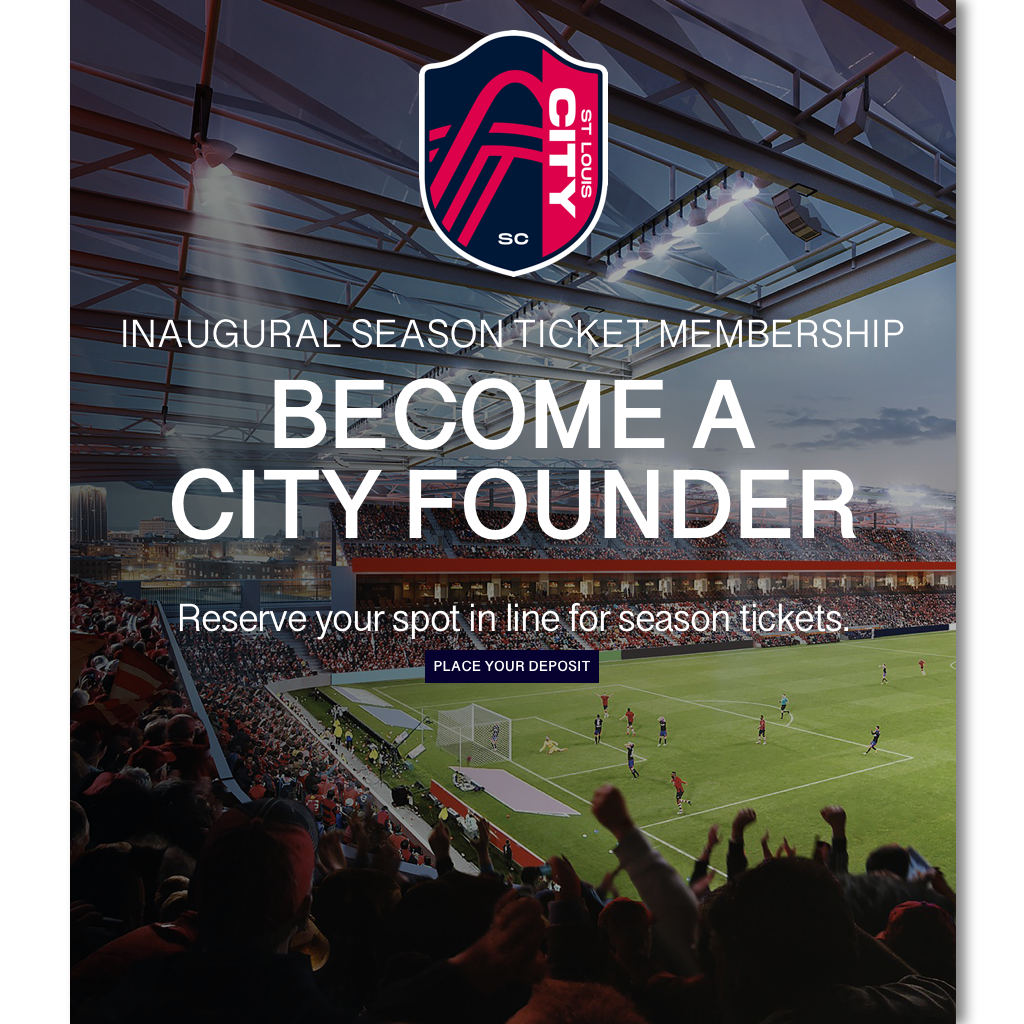 ST LOUIS
CITY
SC
INAUGURAL SEASON TICKET MEMBERSHIP
BECOME A
CITY FOUNDER
Reserve your spot in line for season tickets.
PLACE YOUR DEPOSIT